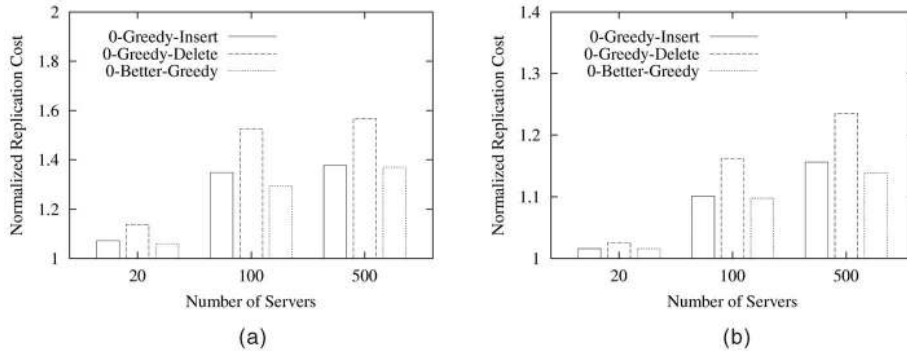 2
1.8
1.6
1.4
1.2
1
Normalized Replication Cost
0-Greedy-Insert
0-Greedy-Delete
0-Better-Greedy
20
100
500
Number of Servers
(a)
1.4
1.3
1.2
1.1
1
Normalized Replication Cost
0-Greedy-Insert
0-Greedy-Delete
0-Better-Greedy
20
100
500
Number of Servers
(b)